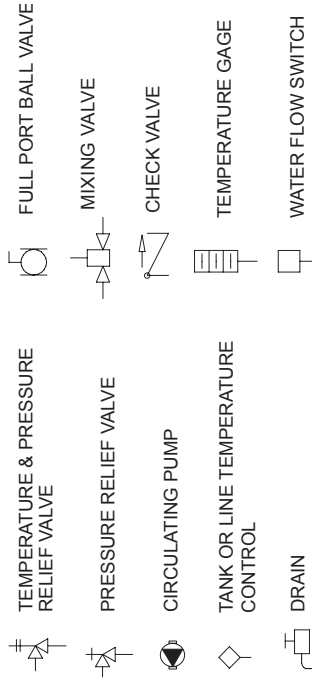 TEMPERATURE & PRESSURE
RELIEF VALVE
PRESSURE RELIEF VALVE
CIRCULATING PUMP
TANK OR LINE TEMPERATURE
CONTROL
DRAIN
FULL PORT BALL VALVE
MIXING VALVE
CHECK VALVE
TEMPERATURE GAGE
WATER FLOW SWITCH